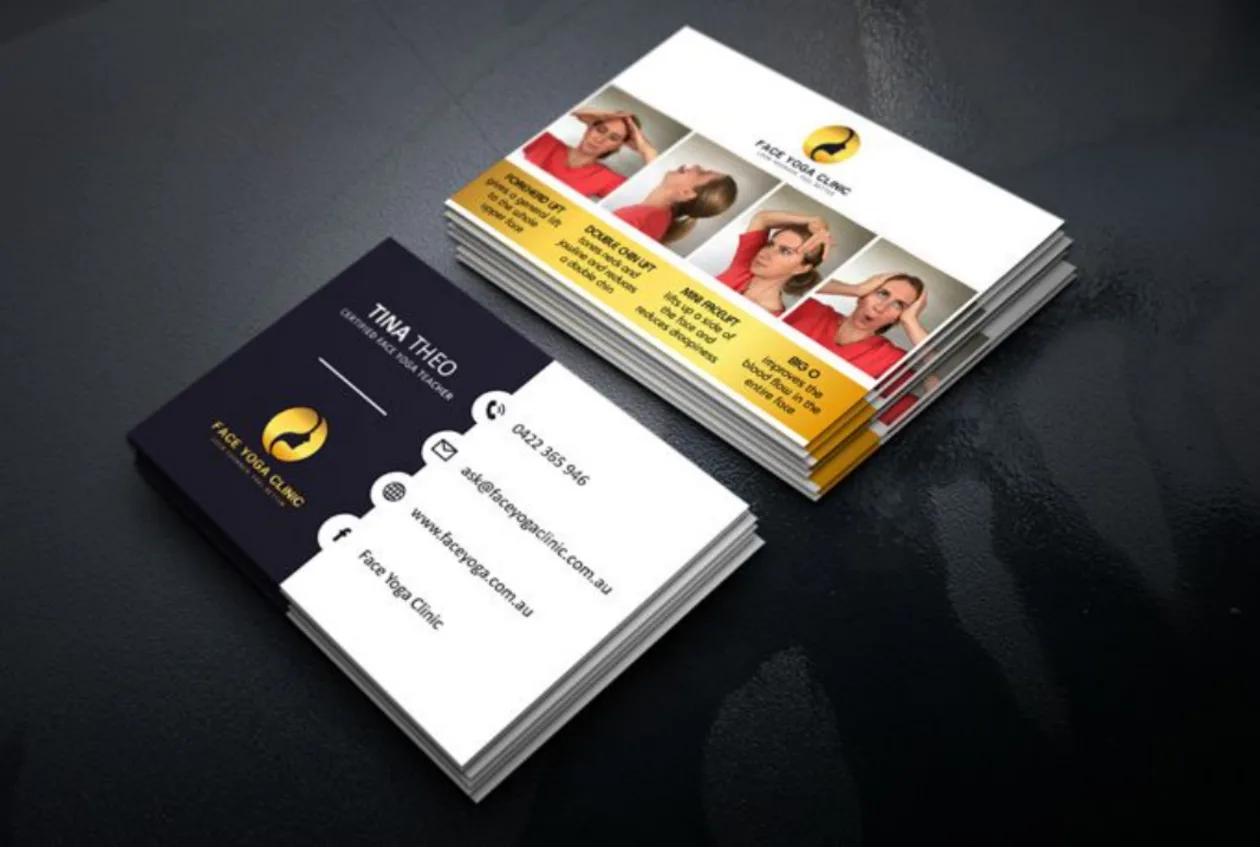 FACE YOGA CLINIC
FOREHEAD LIFT
gives a general lift
to the whole
upper face
DOUBLE CHIN LIFT
tones neck and
jawline and reduces
a double chin
MINI FACELIFT
lifts up a side of
the face and
reduces droopiness
BIG O
improves the
blood flow in the
entire face
TINA THEO
CERTIFIED FACE YOGA TEACHER
FACE YOGA CLINIC
0422 365 946
ask@faceyogaclinic.com.au
www.faceyoga.com.au
Face Yoga Clinic